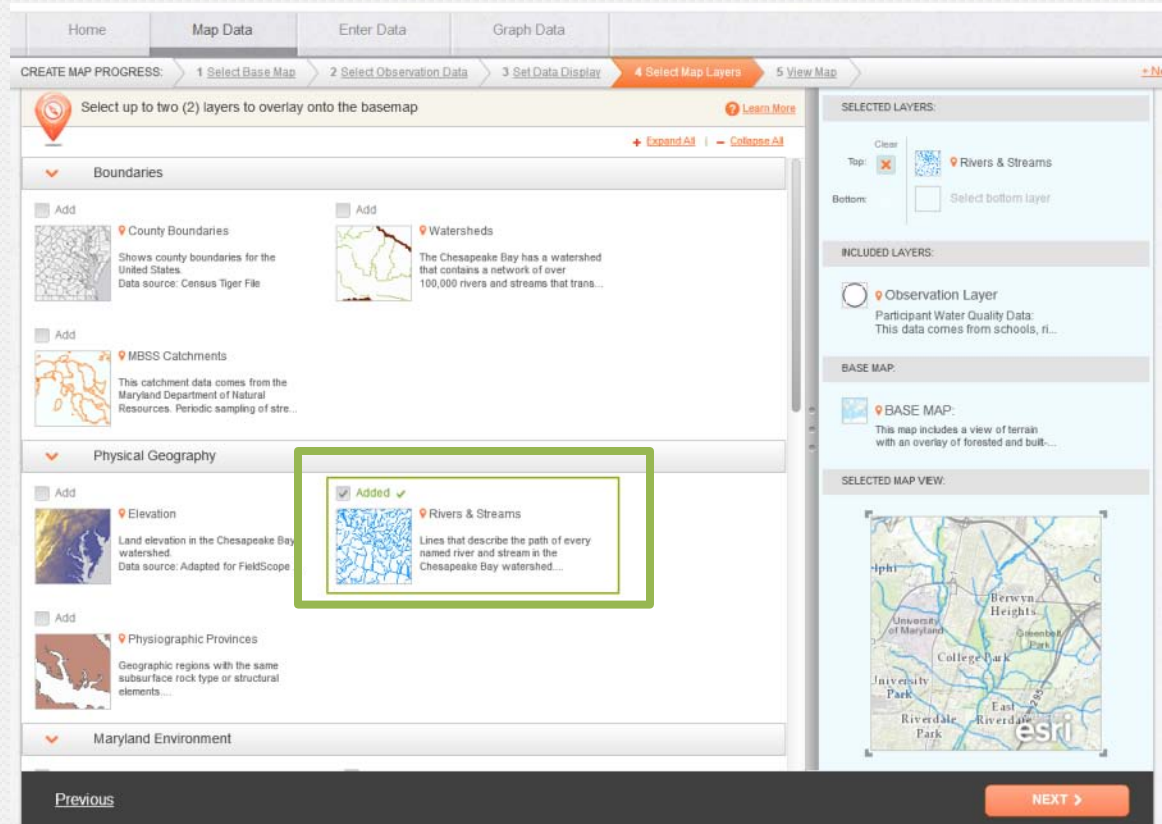 Home Map Data Enter Data Graph Data
CREATE MAP PROGRESS: 1 Select Base Map 2 Select Observation Data 3 Set Data Display 4 Select Map Layers 5 View Map + N
Select up to two (2) layers to overlay onto the basemap
? Learn More
+ Expand All | – Collapse All
Boundaries
Add
County Boundaries
Shows county boundaries for the
United States.
Data source: Census Tiger File
Add
Watersheds
The Chesapeake Bay has a watershed
that contains a network of over
100,000 rivers and streams that trans...
Add
MBSS Catchments
This catchment data comes from the
Maryland Department of Natural
Resources. Periodic sampling of stre...
Physical Geography
Add
Elevation
Land elevation in the Chesapeake Bay
watershed.
Data source: Adapted for FieldScope
Added
Rivers & Streams
Lines that describe the path of every
named river and stream in the
Chesapeake Bay watershed....
Add
Physiographic Provinces
Geographic regions with the same
subsurface rock type or structural
elements....
Maryland Environment
Previous
NEXT
SELECTED LAYERS:
Clear
Top: Rivers & Streams
Bottom: Select bottom layer
INCLUDED LAYERS:
Observation Layer
Participant Water Quality Data:
This data comes from schools, ri...
BASE MAP:
BASE MAP:
This map includes a view of terrain
with an overlay of forested and built-...
SELECTED MAP VIEW:
elphi
Berwyn
Heights
University
of Maryland
Greenbelt
Park
College Park
University
Park
295
East
Riverdale
Riverdale
Park
esri